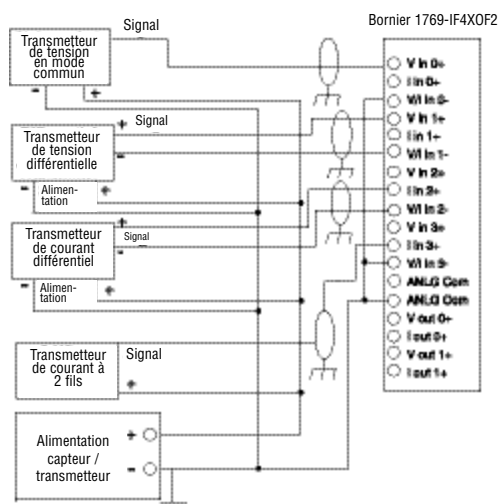 Bornier 1769-IF4XOF2
Transmetteur
de tension
en mode
commun
Signal
-
+
Transmetteur
de tension
différentielle
+
Signal
-
Alimen-
tation
-
+
Transmetteur
de courant
différentiel
+
Signal
-
Alimen-
tation
-
+
Transmetteur
de courant à
2 fils
Signal
+
Alimentation
capteur /
transmetteur
+
-
V in 0+
I in 0+
V/I in 0-
V in 1+
I in 1+
V/I in 1-
V in 2+
I in 2+
V/I in 2-
V in 3+
I in 3+
V/I in 3-
ANLG Com
ANLG Com
V out 0+
I out 0+
V out 1+
I out 1+